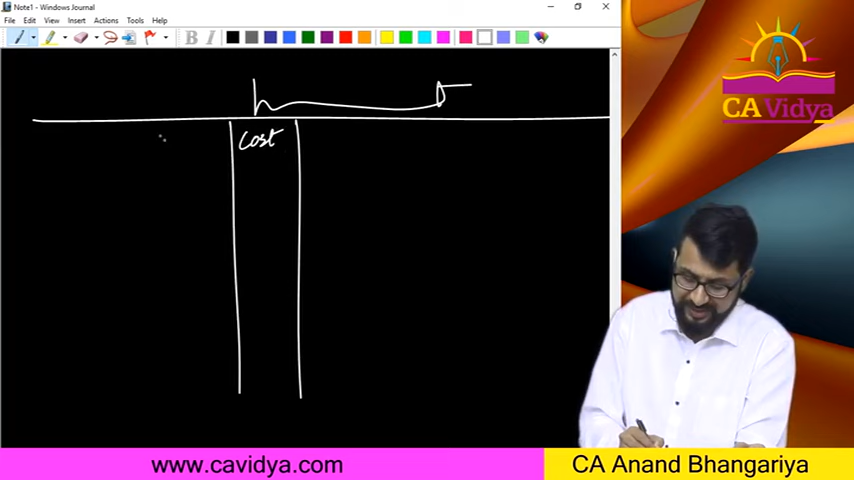 Note1 - Windows Journal
File Edit View Insert Actions Tools Help
B I
CA Vidya
Cost
www.cavidya.com
CA Anand Bhangariya